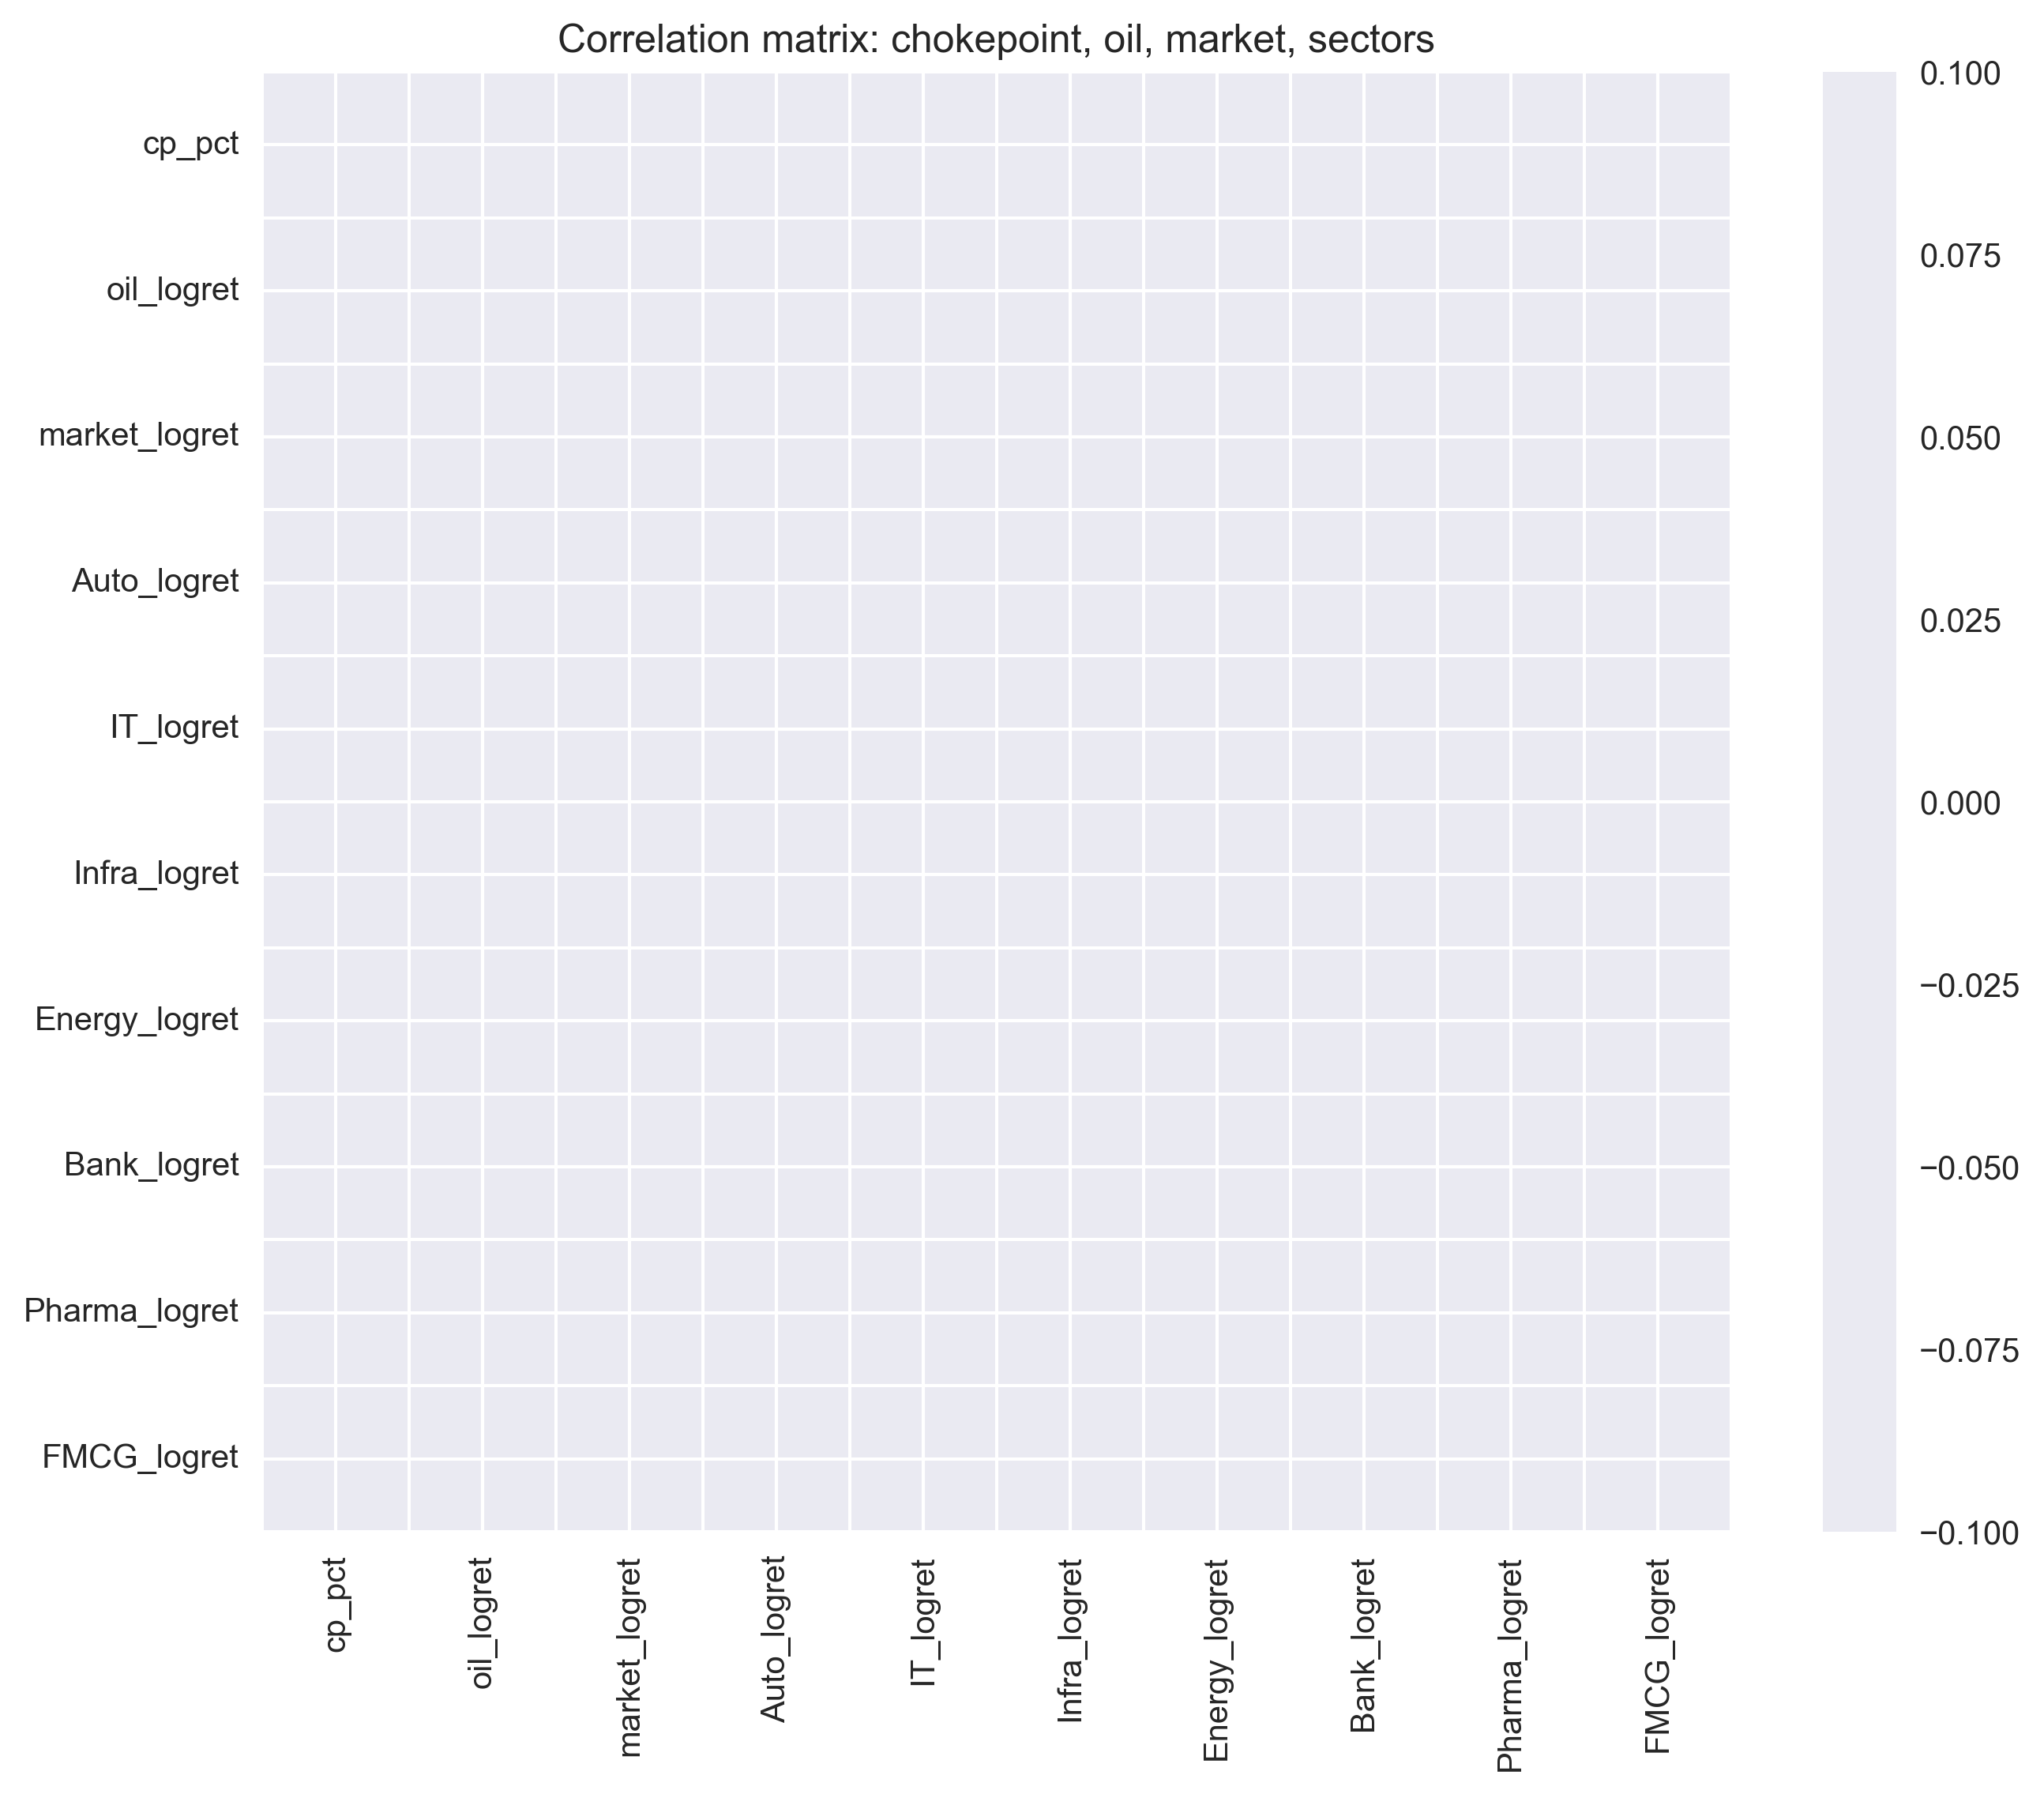 Correlation matrix: chokepoint, oil, market, sectors
cp_pct
oil_logret
market_logret
Auto_logret
IT_logret
Infra_logret
Energy_logret
Bank_logret
Pharma_logret
FMCG_logret
cp_pct
oil_logret
market_logret
Auto_logret
IT_logret
Infra_logret
Energy_logret
Bank_logret
Pharma_logret
FMCG_logret
0.100
0.075
0.050
0.025
0.000
−0.025
−0.050
−0.075
−0.100